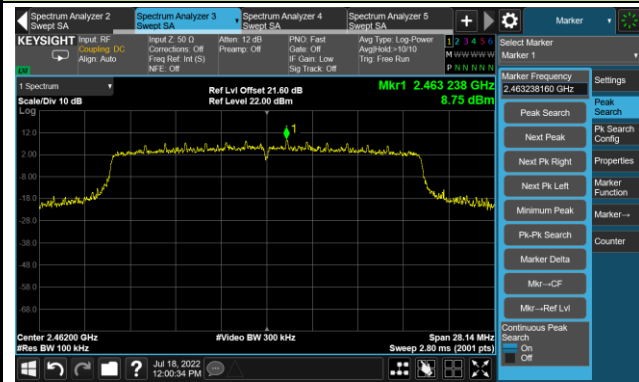 Spectrum Analyzer 2
Swept SA
Spectrum Analyzer 3
Swept SA
Spectrum Analyzer 4
Swept SA
Spectrum Analyzer 5
Swept SA
Marker
KEYSIGHT
Input: RF
Coupling: DC
Align: Auto
Input Z: 50 Ω
Corrections: Off
Freq Ref: Int (S)
NFE: Off
Atten: 12 dB
Preamp: Off
PNO: Fast
Gate: Off
IF Gain: Low
Sig Track: Off
Avg Type: Log-Power
Avg|Hold:>10/10
Trig: Free Run
1 2 3 4 5 6
M W W W W W
P N N N N N
LXI
Select Marker
Marker 1
1 Spectrum
Scale/Div 10 dB
Log
Ref Lvl Offset 21.60 dB
Ref Level 22.00 dBm
Mkr1 2.463 238 GHz
8.75 dBm
1
12.0
2.00
-8.00
-18.0
-28.0
-38.0
-48.0
-58.0
-68.0
Center 2.46200 GHz
#Res BW 100 kHz
#Video BW 300 kHz
Span 28.14 MHz
Sweep 2.80 ms (2001 pts)
Marker Frequency
2.463238160 GHz
Peak Search
Next Peak
Next Pk Right
Next Pk Left
Minimum Peak
Pk-Pk Search
Marker Delta
Mkr→CF
Mkr→Ref Lvl
Continuous Peak
Search
On
Off
Settings
Peak
Search
Pk Search
Config
Properties
Marker
Function
Marker→
Counter
Jul 18, 2022
12:00:34 PM